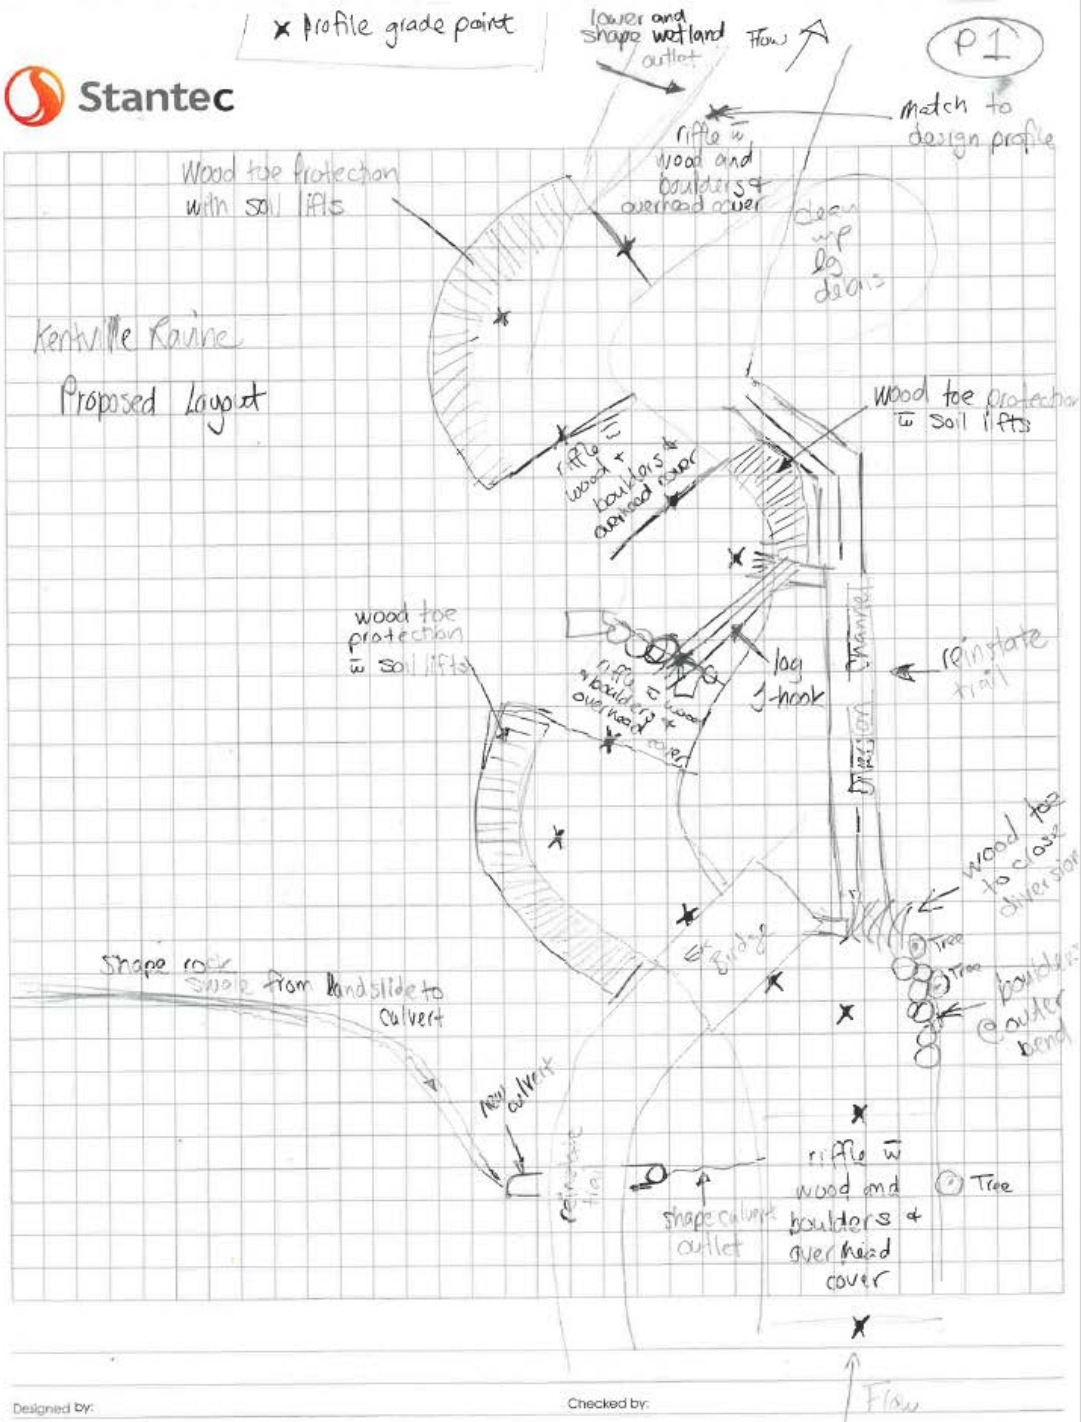 x profile grade point
lower and
shape wetland
outlet
Flow
P1
Stantec
match to
design profile
riffle w̄
wood and
boulders &
overhead cover
Wood toe Protection
with soil lifts
clean
up
lg
debris
Kentville Ravine
Proposed Layout
wood toe protection
w̄ soil lifts
riffle w̄
wood +
boulders &
overhead cover
wood toe
protection
w̄ soil lifts
riffle w̄ wood
& boulders &
overhead
cover
log
J-hook
Diversion Channel
reinstate
trail
wood toe
to close
diversion
Ex Bridge
Tree
Tree
boulders
@ outer
bend
Shape rock
swale from landslide to
culvert
new
culvert
reinstate
trail
shape culvert
outlet
riffle w̄
wood and
boulders &
overhead
cover
Tree
Flow
Designed by:
Checked by: